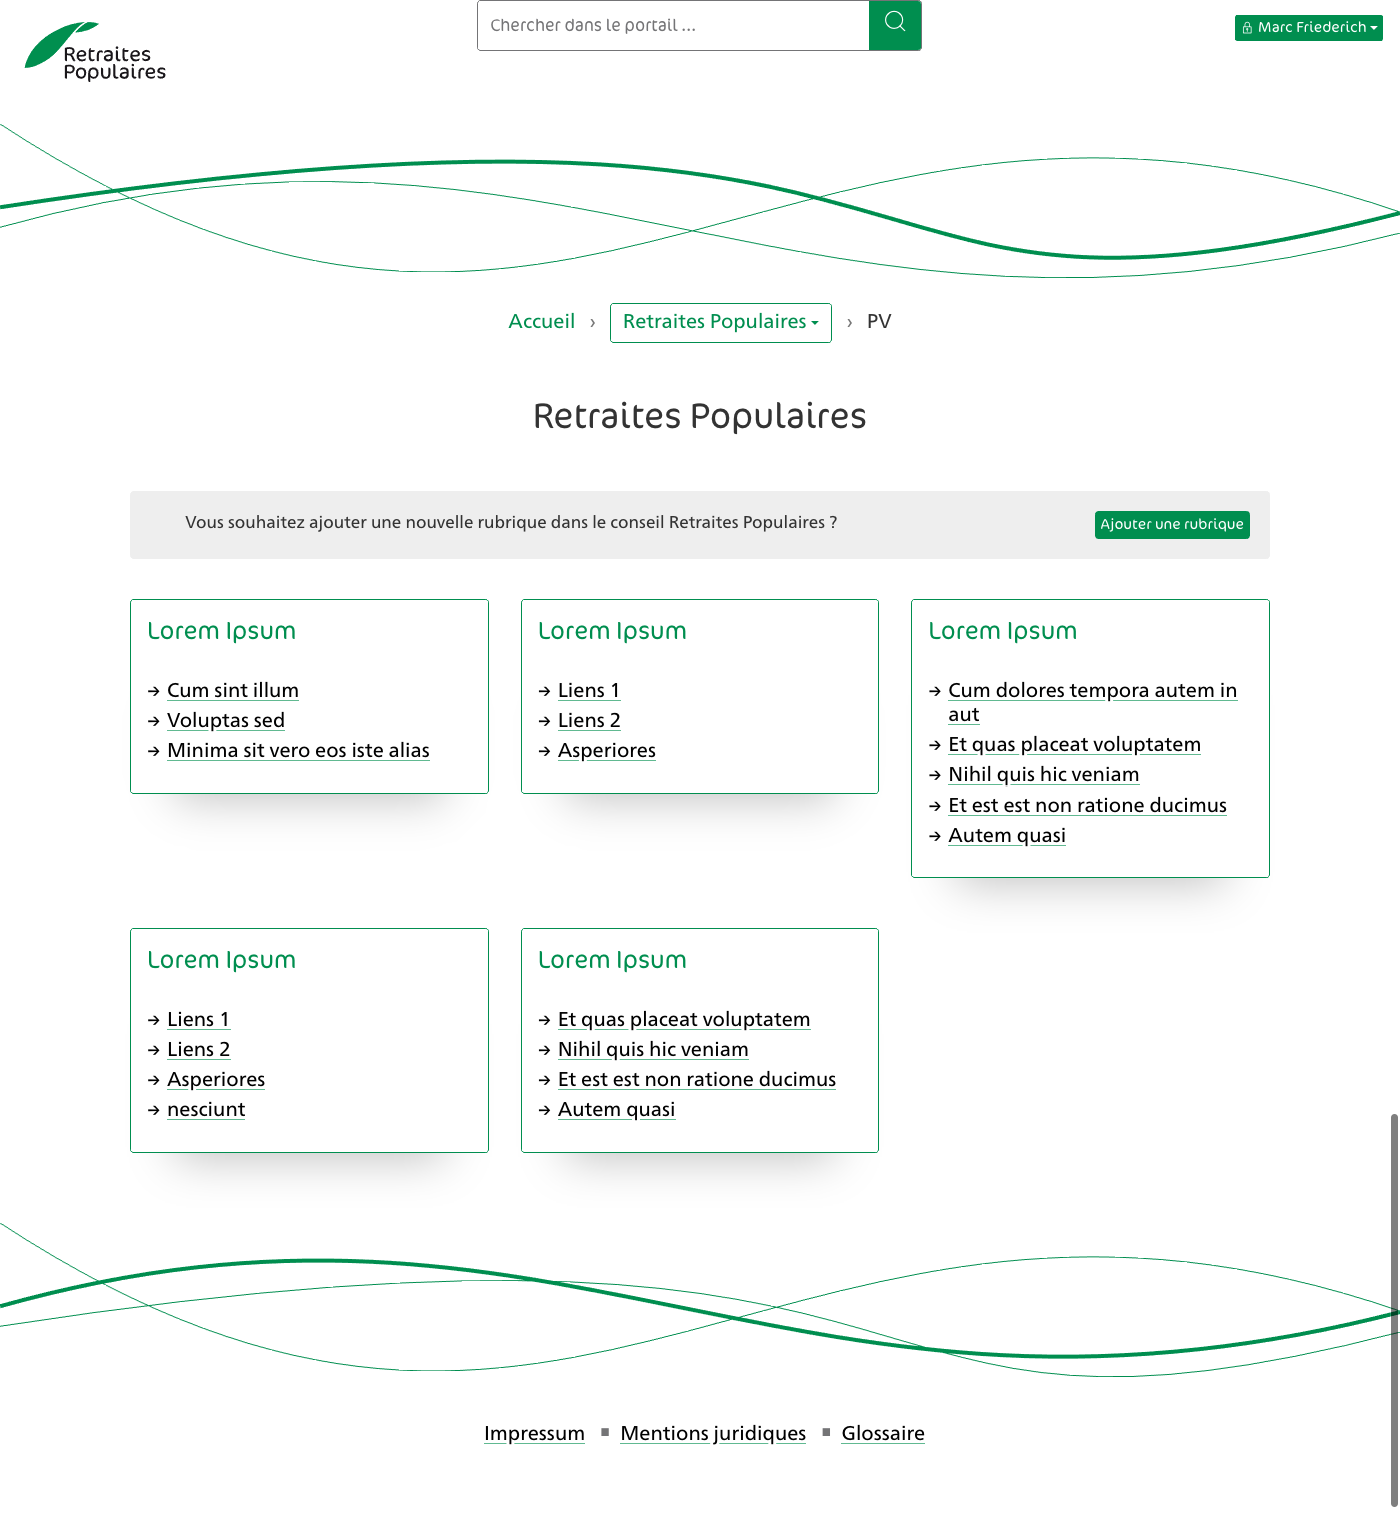 Retraites
Populaires
Chercher dans le portail ...
Marc Friederich
Accueil › Retraites Populaires › PV
Retraites Populaires
Vous souhaitez ajouter une nouvelle rubrique dans le conseil Retraites Populaires ?
Ajouter une rubrique
Lorem Ipsum
Cum sint illum
Voluptas sed
Minima sit vero eos iste alias
Lorem Ipsum
Liens 1
Liens 2
Asperiores
Lorem Ipsum
Cum dolores tempora autem in
aut
Et quas placeat voluptatem
Nihil quis hic veniam
Et est est non ratione ducimus
Autem quasi
Lorem Ipsum
Liens 1
Liens 2
Asperiores
nesciunt
Lorem Ipsum
Et quas placeat voluptatem
Nihil quis hic veniam
Et est est non ratione ducimus
Autem quasi
Impressum ▪ Mentions juridiques ▪ Glossaire